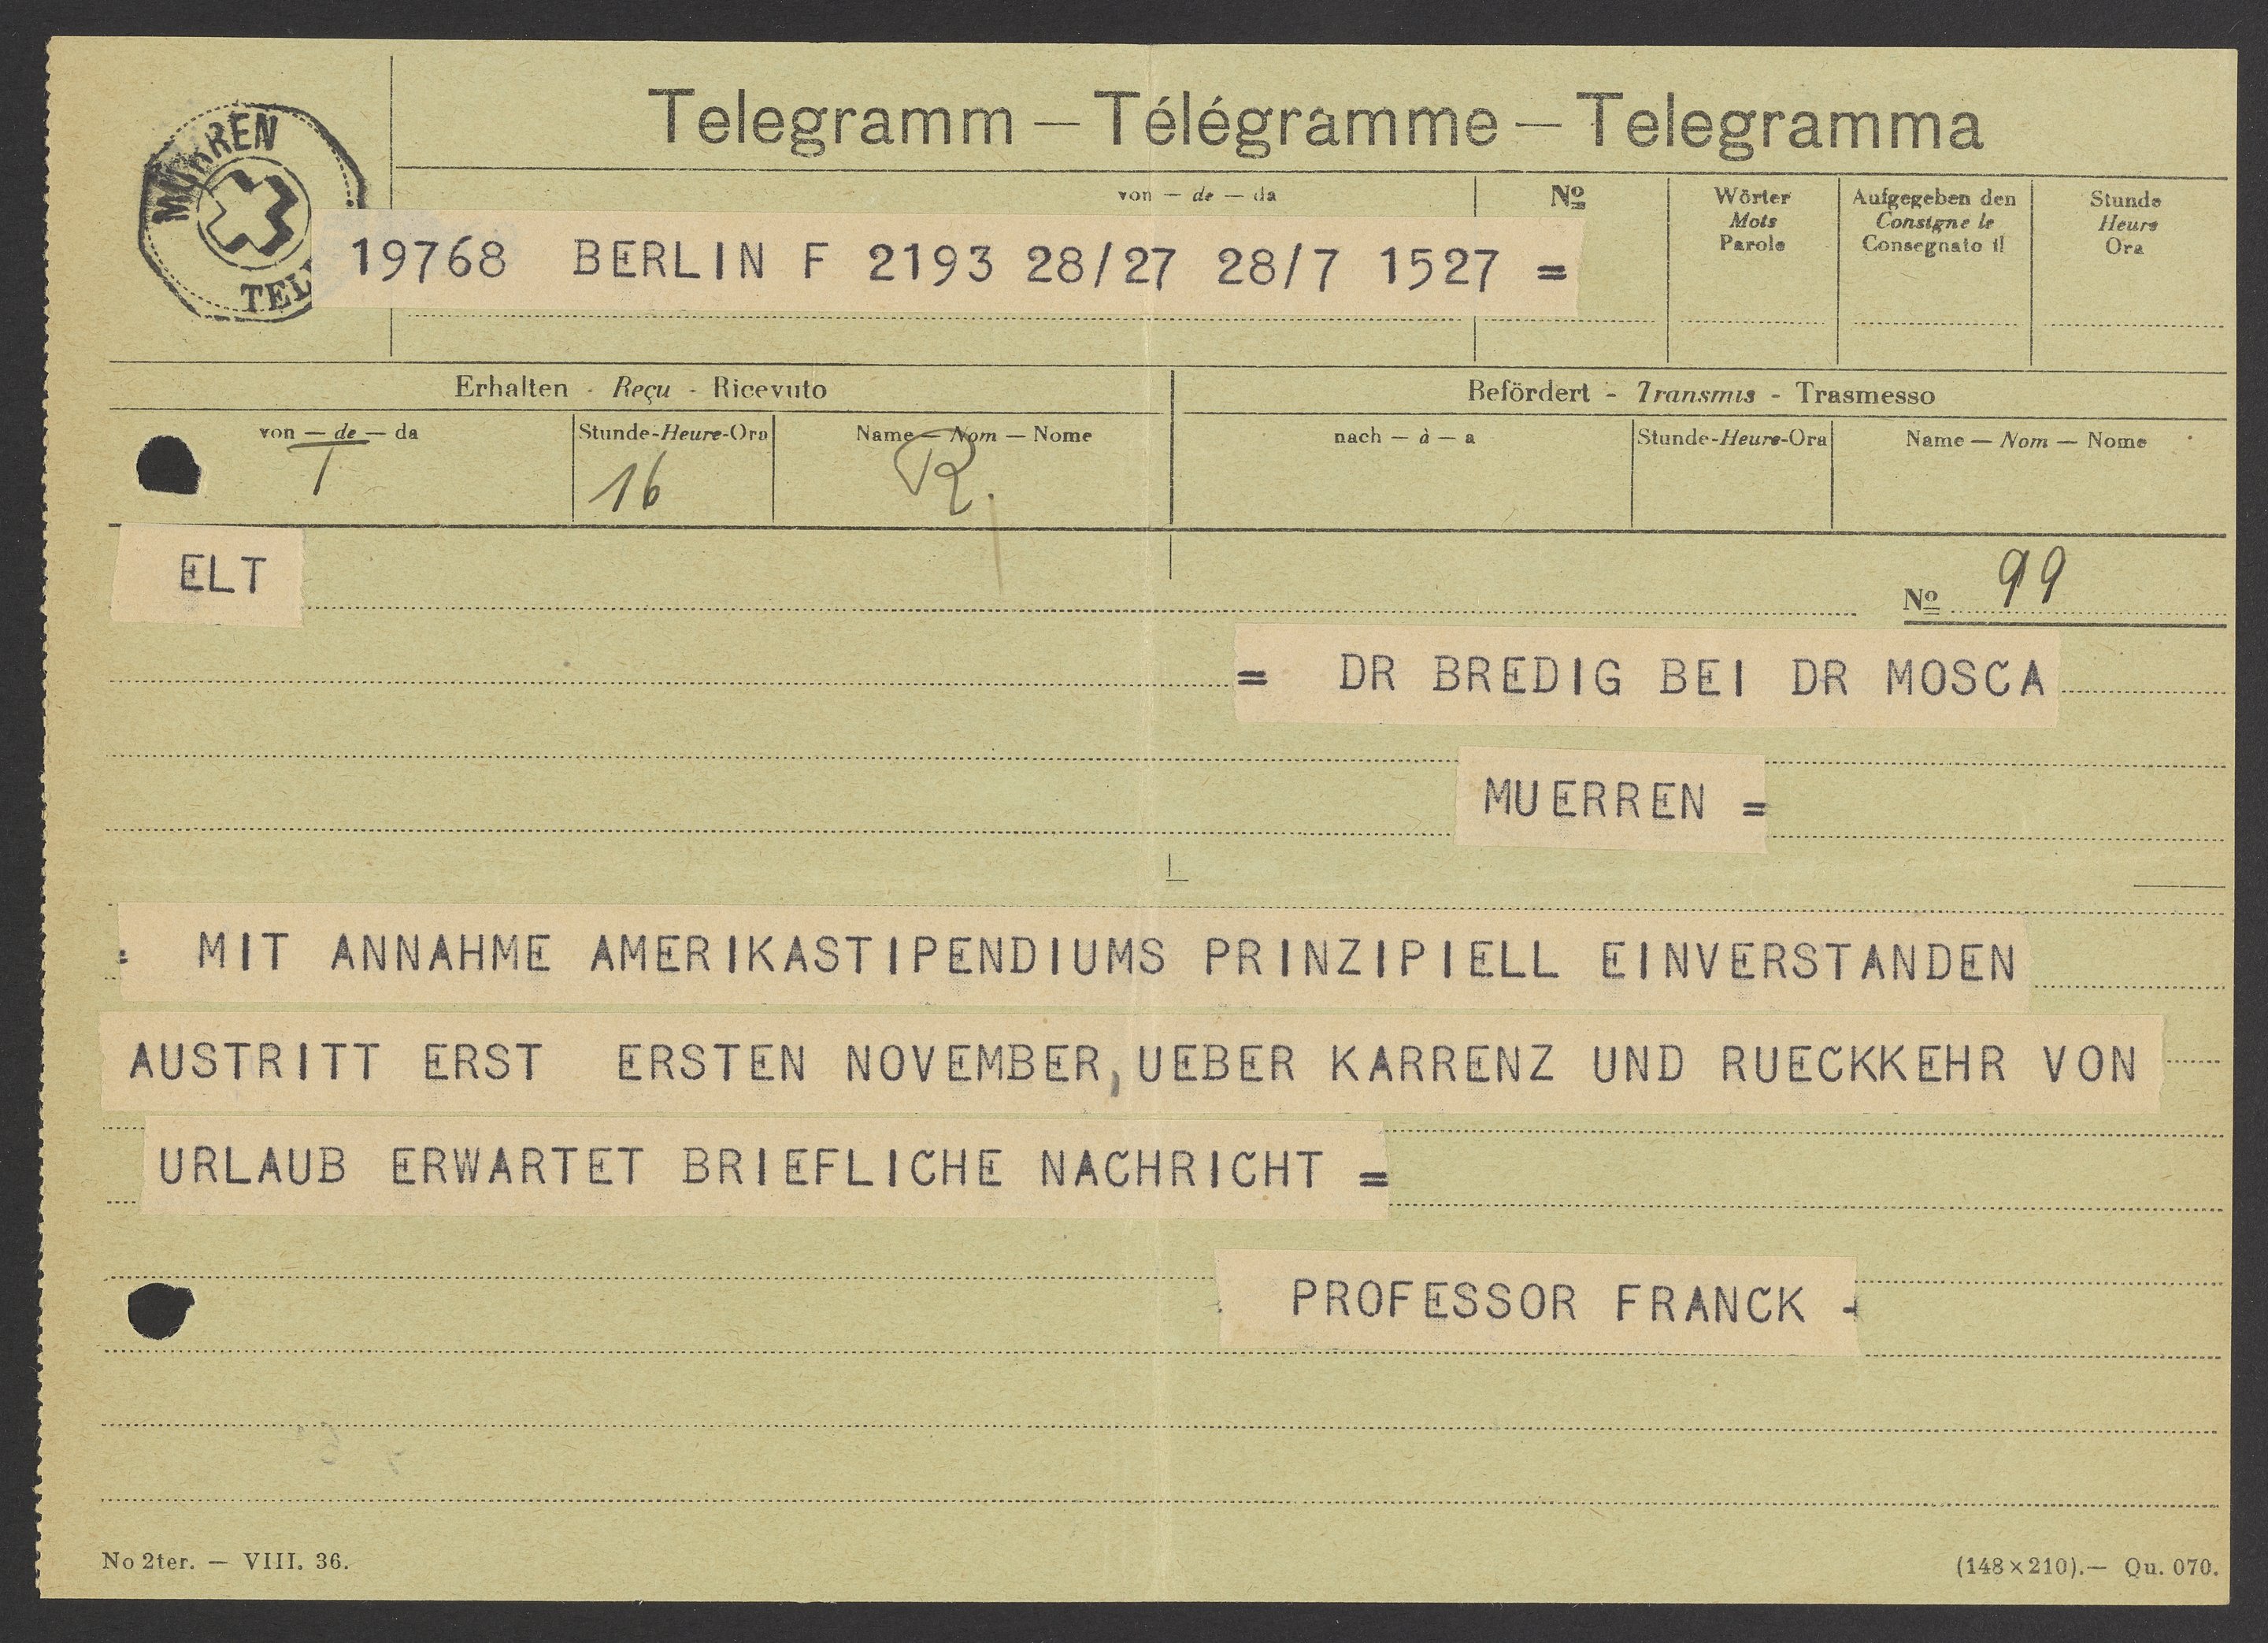 Telegramm — Télégramme — Telegramma
MÜRREN
TEL
von — de — da
Nº
Wörter
Mots
Parole
Aufgegeben den
Consigné le
Consegnato il
Stunde
Heure
Ora
19768 BERLIN F 2193 28/27 28/7 1527 =
Erhalten - Reçu - Ricevuto
Befördert - Transmis - Trasmesso
von — de — da
Stunde-Heure-Ora
Name — Nom — Nome
nach — à — a
Stunde-Heure-Ora
Name — Nom — Nome
T 16 R.
ELT
Nº 99
= DR BREDIG BEI DR MOSCA
MUERREN =
= MIT ANNAHME AMERIKASTIPENDIUMS PRINZIPIELL EINVERSTANDEN
AUSTRITT ERST ERSTEN NOVEMBER, UEBER KARRENZ UND RUECKKEHR VON
URLAUB ERWARTET BRIEFLICHE NACHRICHT =
PROFESSOR FRANCK +
No 2ter. — VIII. 36.
(148×210).— Qu. 070.